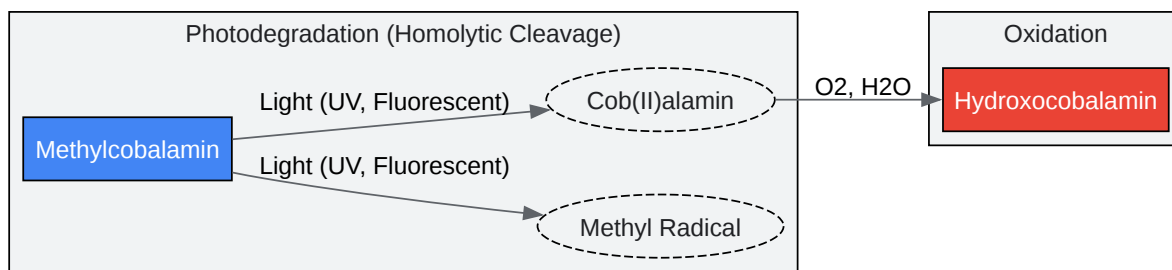 Photodegradation (Homolytic Cleavage)
Oxidation
Light (UV, Fluorescent)
Cob(II)alamin
O2, H2O
Hydroxocobalamin
Methylcobalamin
Light (UV, Fluorescent)
Methyl Radical